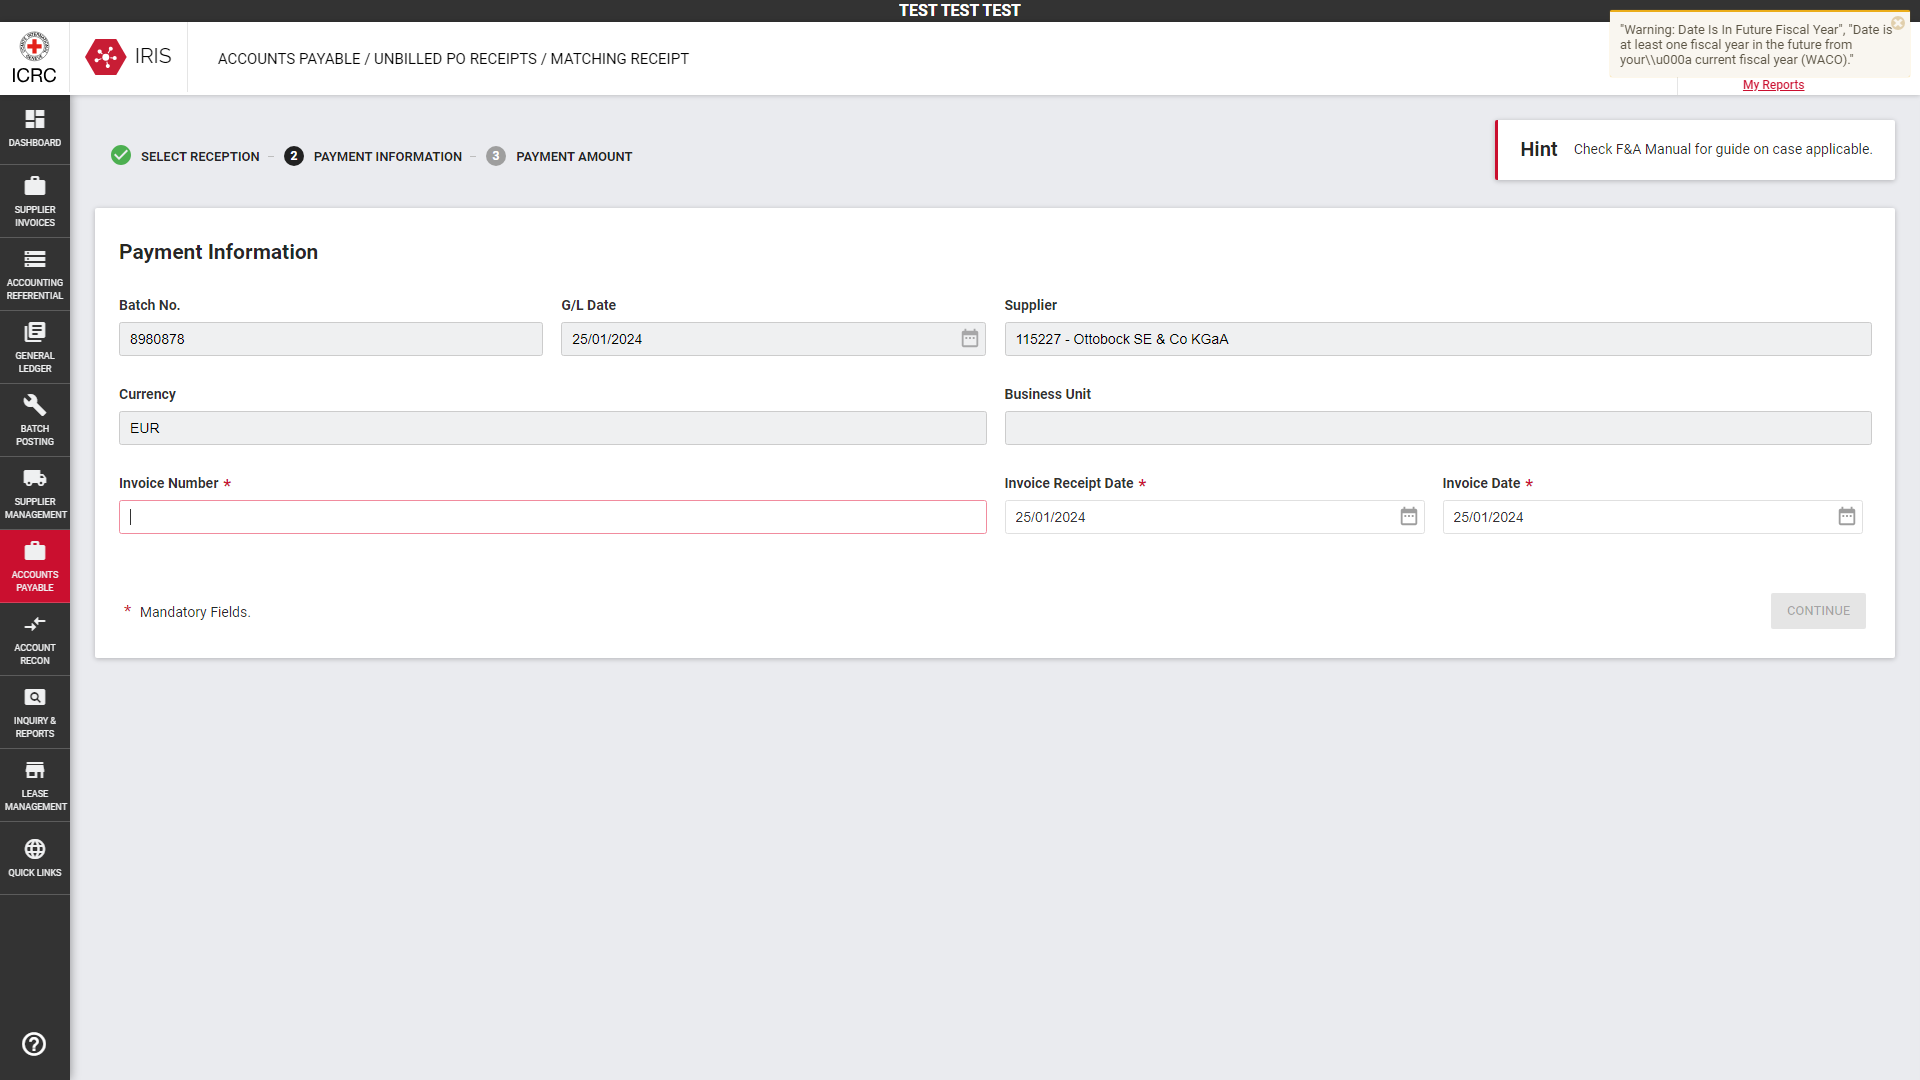 TEST TEST TEST
ICRC
IRIS
ACCOUNTS PAYABLE / UNBILLED PO RECEIPTS / MATCHING RECEIPT
"Warning: Date Is In Future Fiscal Year", "Date is
at least one fiscal year in the future from
your\\u000a current fiscal year (WACO)."
My Reports
DASHBOARD
SUPPLIER
INVOICES
ACCOUNTING
REFERENTIAL
GENERAL
LEDGER
BATCH
POSTING
SUPPLIER
MANAGEMENT
ACCOUNTS
PAYABLE
ACCOUNT
RECON
INQUIRY &
REPORTS
LEASE
MANAGEMENT
QUICK LINKS
SELECT RECEPTION – 2 PAYMENT INFORMATION – 3 PAYMENT AMOUNT
Hint Check F&A Manual for guide on case applicable.
Payment Information
Batch No. G/L Date Supplier
8980878 25/01/2024 115227 - Ottobock SE & Co KGaA
Currency Business Unit
EUR
Invoice Number * Invoice Receipt Date * Invoice Date *
25/01/2024 25/01/2024
* Mandatory Fields.
CONTINUE